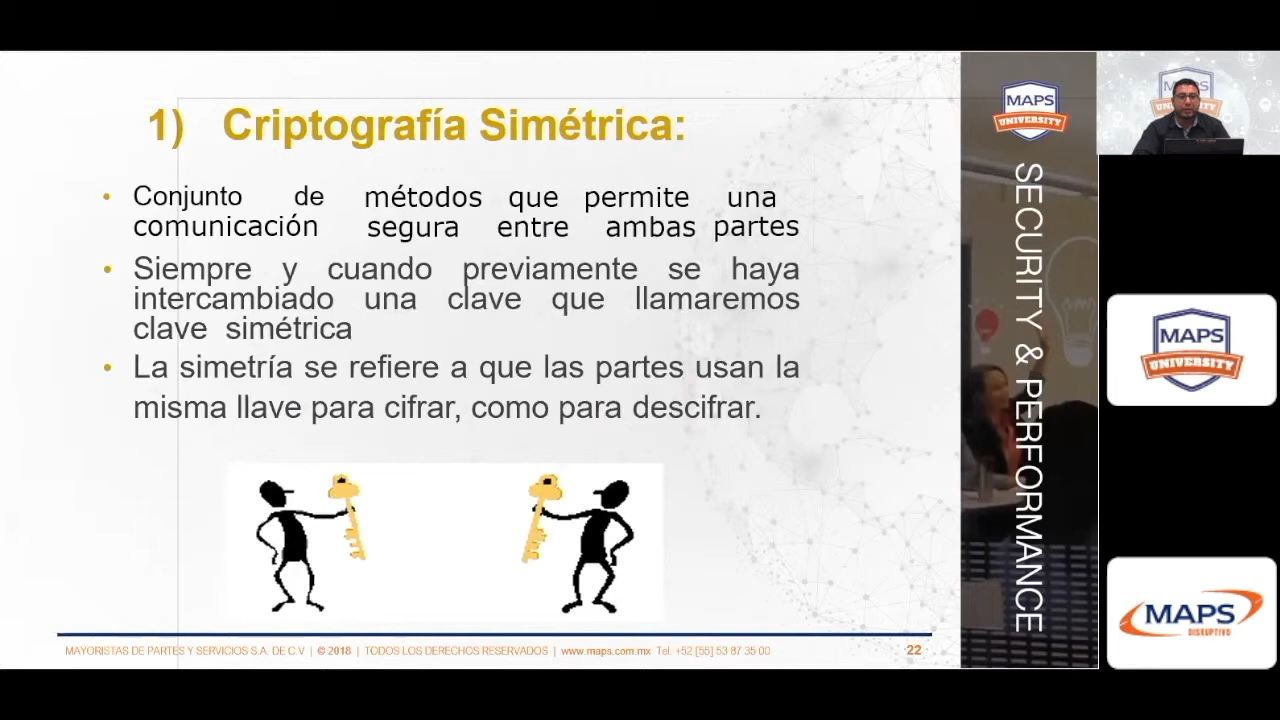 1) Criptografía Simétrica:
• Conjunto de métodos que permite una
comunicación segura entre ambas partes
• Siempre y cuando previamente se haya
intercambiado una clave que llamaremos
clave simétrica
• La simetría se refiere a que las partes usan la
misma llave para cifrar, como para descifrar.
MAYORISTAS DE PARTES Y SERVICIOS S.A. DE C.V. | © 2018 | TODOS LOS DERECHOS RESERVADOS | www.maps.com.mx Tel. +52 [55] 53 87 35 00
22
MAPS
UNIVERSITY
SECURITY & PERFORMANCE
MAPS
UNIVERSITY
MAPS
DISRUPTIVO